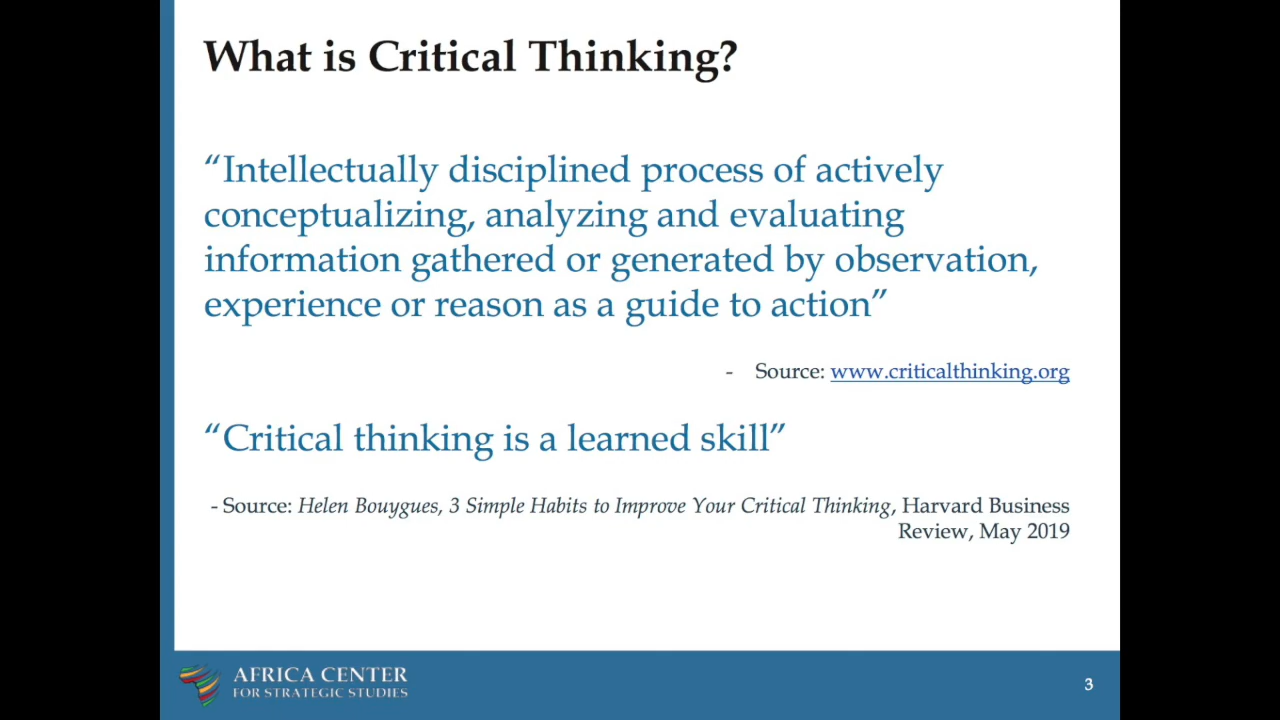 What is Critical Thinking?
“Intellectually disciplined process of actively
conceptualizing, analyzing and evaluating
information gathered or generated by observation,
experience or reason as a guide to action”
- Source: www.criticalthinking.org
“Critical thinking is a learned skill”
- Source: Helen Bouygues, 3 Simple Habits to Improve Your Critical Thinking, Harvard Business
Review, May 2019
AFRICA CENTER
FOR STRATEGIC STUDIES
3